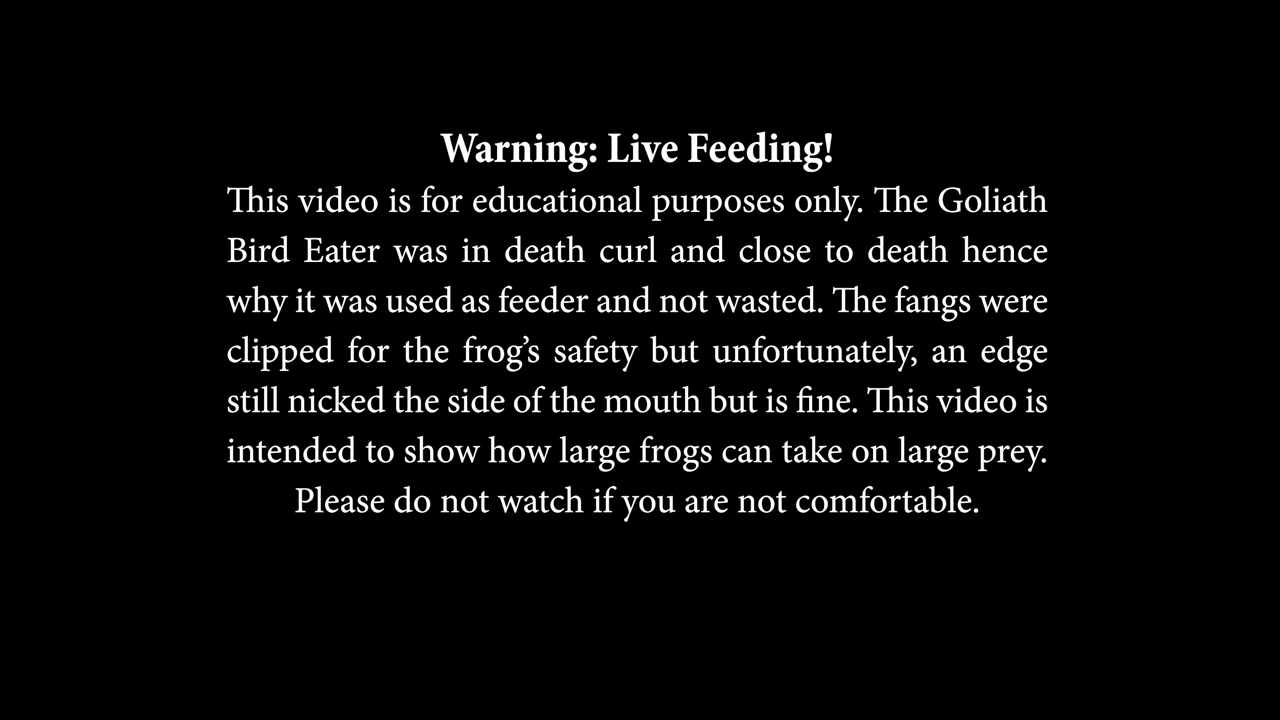 Warning: Live Feeding!
This video is for educational purposes only. The Goliath
Bird Eater was in death curl and close to death hence
why it was used as feeder and not wasted. The fangs were
clipped for the frog’s safety but unfortunately, an edge
still nicked the side of the mouth but is fine. This video is
intended to show how large frogs can take on large prey.
Please do not watch if you are not comfortable.